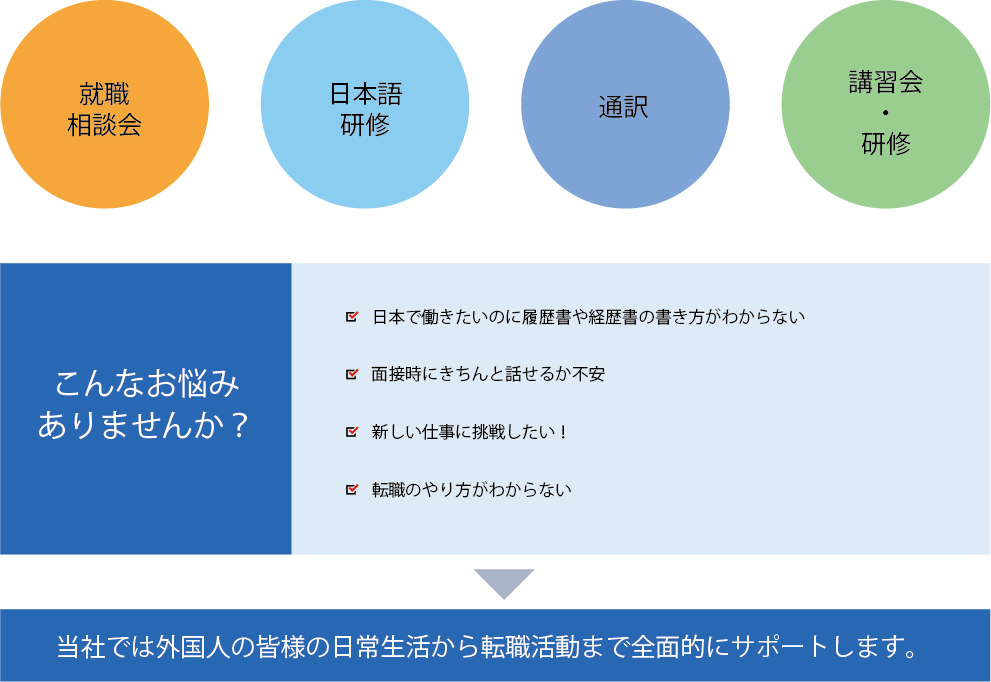 就職
相談会
日本語
研修
通訳
講習会
・
研修
こんなお悩み
ありませんか？
日本で働きたいのに履歴書や経歴書の書き方がわからない
面接時にきちんと話せるか不安
新しい仕事に挑戦したい！
転職のやり方がわからない
当社では外国人の皆様の日常生活から転職活動まで全面的にサポートします。